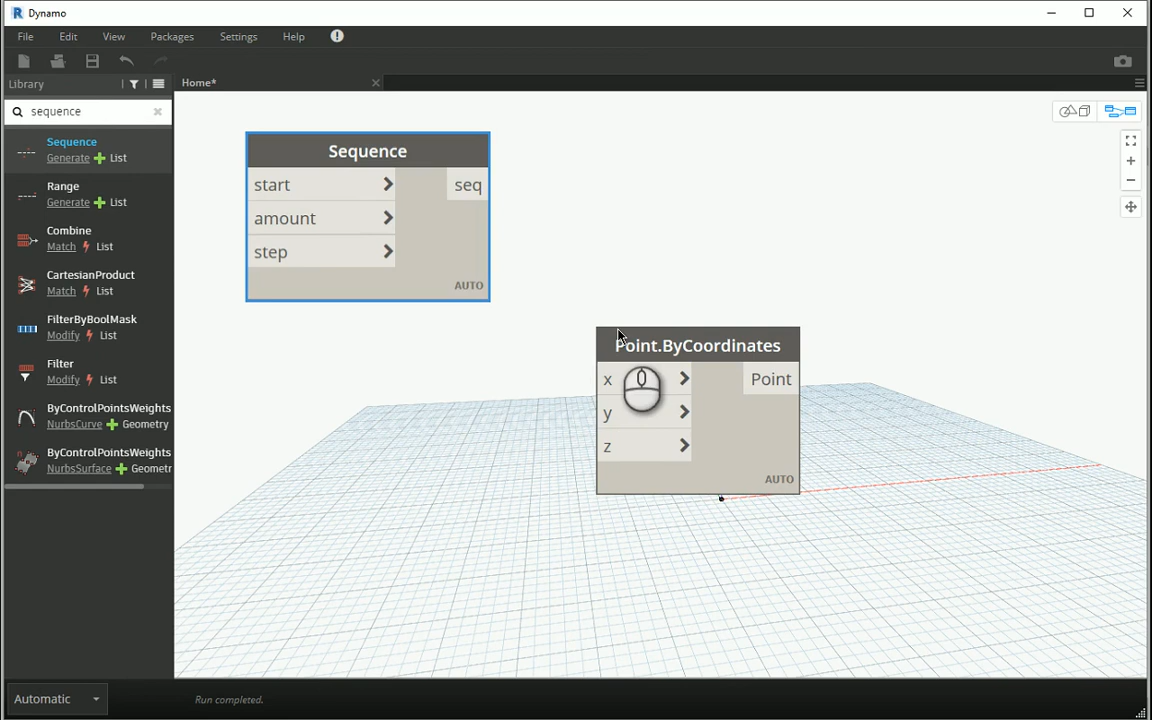 R Dynamo
File Edit View Packages Settings Help !
Library
Home*
sequence
Sequence
Generate List
Range
Generate List
Combine
Match List
CartesianProduct
Match List
FilterByBoolMask
Modify List
Filter
Modify List
ByControlPointsWeights
NurbsCurve Geometry
ByControlPointsWeights
NurbsSurface Geometr
Sequence
start seq
amount
step
AUTO
Point.ByCoordinates
x Point
y
z
AUTO
Automatic
Run completed.